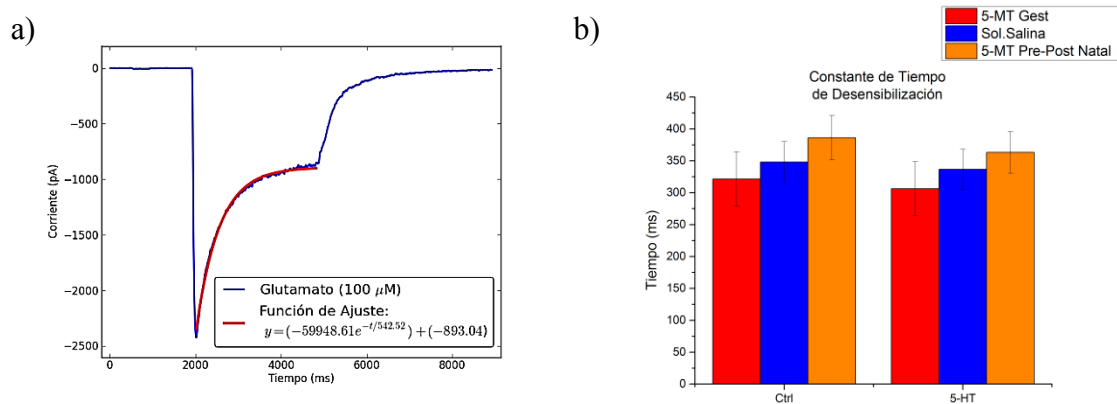 a)
0
−500
−1000
−1500
−2000
−2500
Corriente (pA)
0
2000
4000
6000
8000
Tiempo (ms)
Glutamato (100 μM)
Función de Ajuste:
y=(−59948.61e^{−t/542.52})+(−893.04)
b)
5-MT Gest
Sol.Salina
5-MT Pre-Post Natal
Constante de Tiempo
de Desensibilización
450
400
350
300
250
200
150
100
50
0
Tiempo (ms)
Ctrl
5-HT